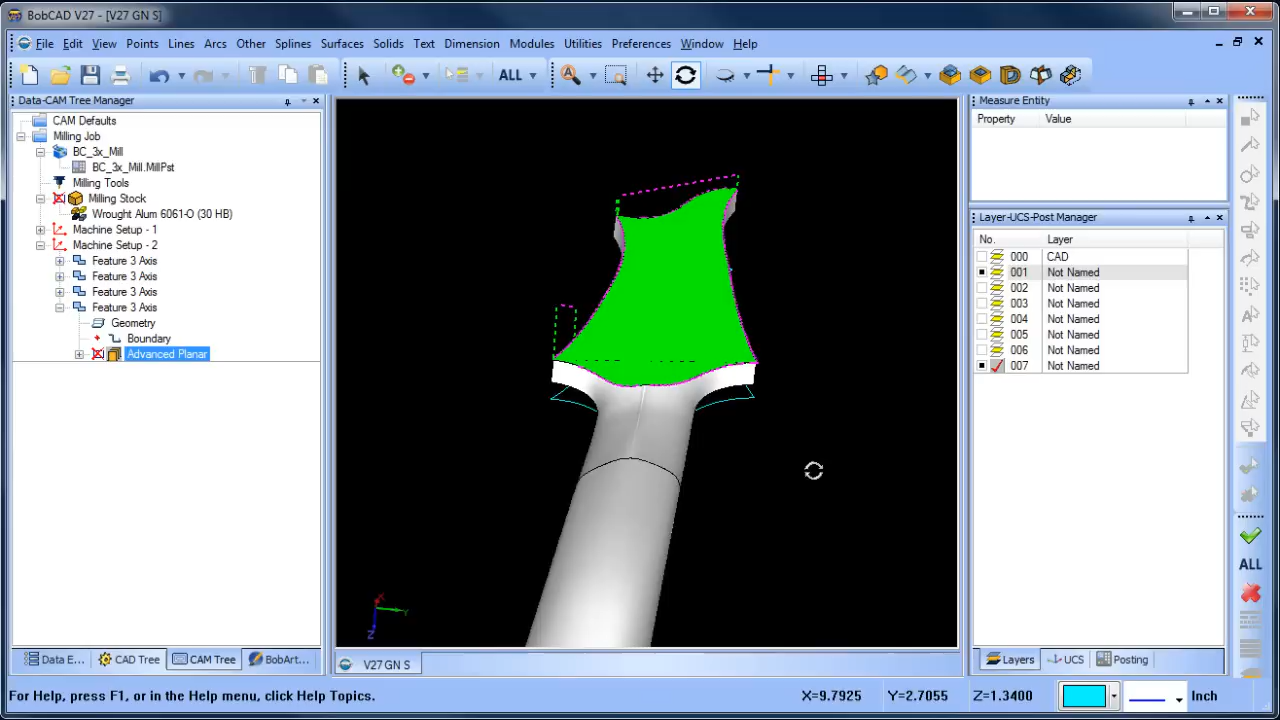 BobCAD V27 - [V27 GN S]
File Edit View Points Lines Arcs Other Splines Surfaces Solids Text Dimension Modules Utilities Preferences Window Help
ALL
Data-CAM Tree Manager
CAM Defaults
Milling Job
BC_3x_Mill
BC_3x_Mill.MillPst
Milling Tools
Milling Stock
Wrought Alum 6061-O (30 HB)
Machine Setup - 1
Machine Setup - 2
Feature 3 Axis
Feature 3 Axis
Feature 3 Axis
Feature 3 Axis
Geometry
Boundary
Advanced Planar
Data E... CAD Tree CAM Tree BobArt...
X
Y
Z
V27 GN S
Measure Entity
Property Value
Layer-UCS-Post Manager
No. Layer
000 CAD
001 Not Named
002 Not Named
003 Not Named
004 Not Named
005 Not Named
006 Not Named
007 Not Named
Layers UCS Posting
ALL
For Help, press F1, or in the Help menu, click Help Topics. X=9.7925 Y=2.7055 Z=1.3400 Inch